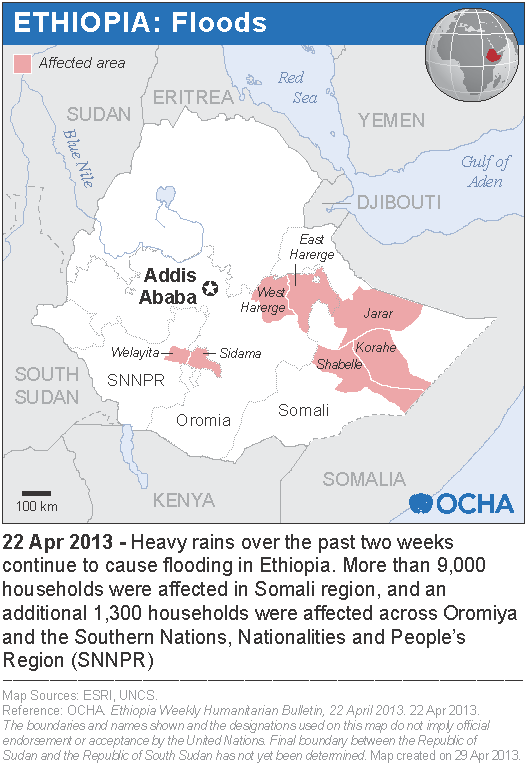 ETHIOPIA: Floods
Affected area
SUDAN
ERITREA
Red
Sea
YEMEN
Blue Nile
Gulf of
Aden
DJIBOUTI
East
Harerge
Addis
Ababa
West
Harerge
Jarar
Korahe
Shabelle
Welayita
Sidama
SNNPR
SOUTH
SUDAN
Oromia
Somali
SOMALIA
KENYA
100 km
OCHA
22 Apr 2013 - Heavy rains over the past two weeks
continue to cause flooding in Ethiopia. More than 9,000
households were affected in Somali region, and an
additional 1,300 households were affected across Oromiya
and the Southern Nations, Nationalities and People's
Region (SNNPR)
Map Sources: ESRI, UNCS.
Reference: OCHA. Ethiopia Weekly Humanitarian Bulletin, 22 April 2013. 22 Apr 2013.
The boundaries and names shown and the designations used on this map do not imply official
endorsement or acceptance by the United Nations. Final boundary between the Republic of
Sudan and the Republic of South Sudan has not yet been determined. Map created on 29 Apr 2013.